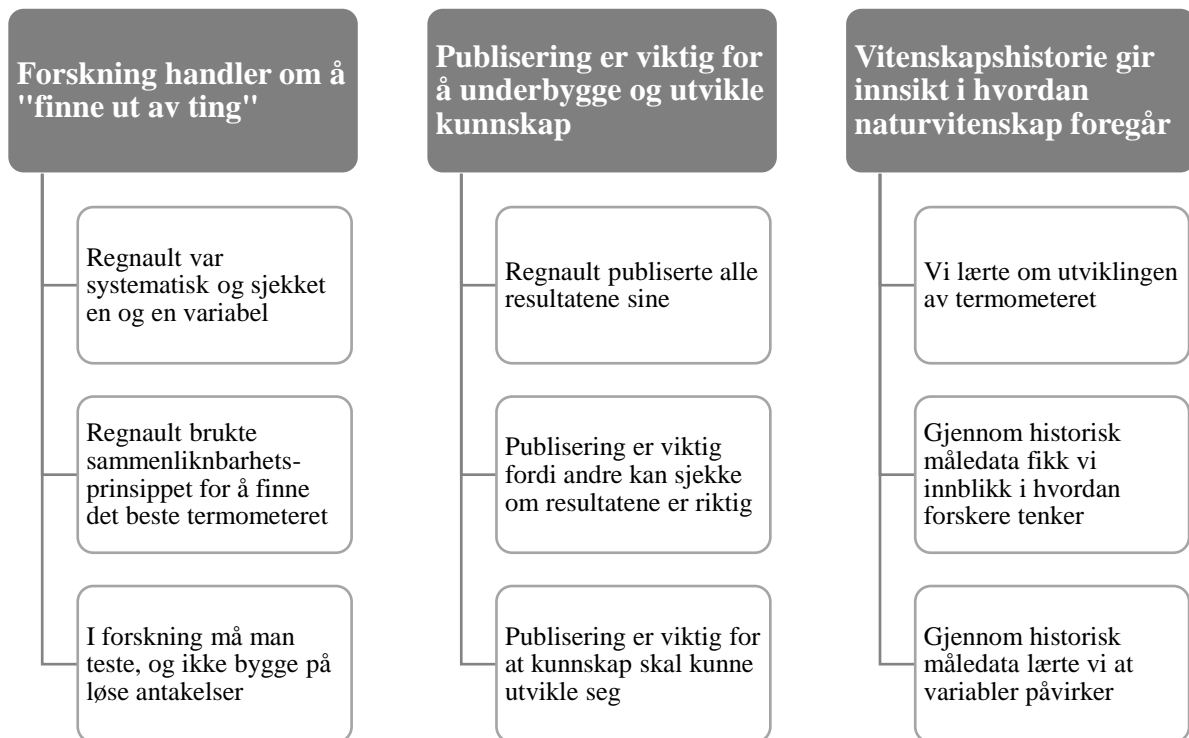 Forskning handler om å
"finne ut av ting"
Regnault var
systematisk og sjekket
en og en variabel
Regnault brukte
sammenliknbarhets-
prinsippet for å finne
det beste termometeret
I forskning må man
teste, og ikke bygge på
løse antakelser
Publisering er viktig for
å underbygge og utvikle
kunnskap
Regnault publiserte alle
resultatene sine
Publisering er viktig
fordi andre kan sjekke
om resultatene er riktig
Publisering er viktig for
at kunnskap skal kunne
utvikle seg
Vitenskapshistorie gir
innsikt i hvordan
naturvitenskap foregår
Vi lærte om utviklingen
av termometeret
Gjennom historisk
måledata fikk vi
innblikk i hvordan
forskere tenker
Gjennom historisk
måledata lærte vi at
variabler påvirker